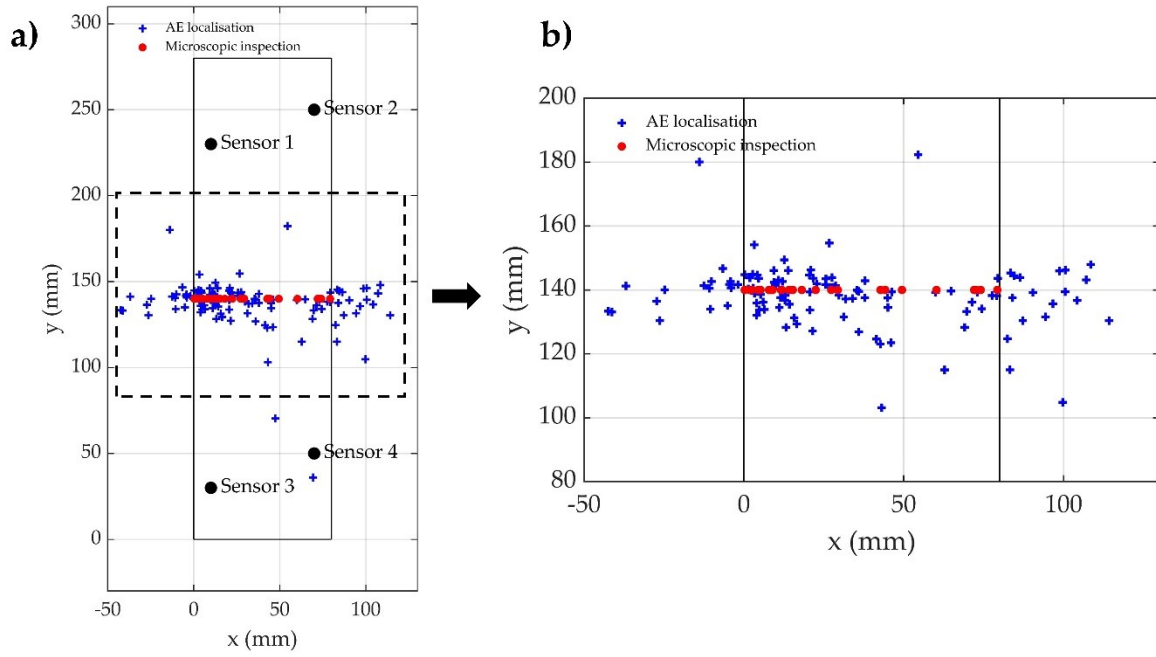 a)
AE localisation
Microscopic inspection
300
250
200
150
100
50
0
y (mm)
Sensor 2
Sensor 1
Sensor 4
Sensor 3
-50
0
50
100
x (mm)
b)
AE localisation
Microscopic inspection
200
180
160
140
120
100
80
y (mm)
-50
0
50
100
x (mm)